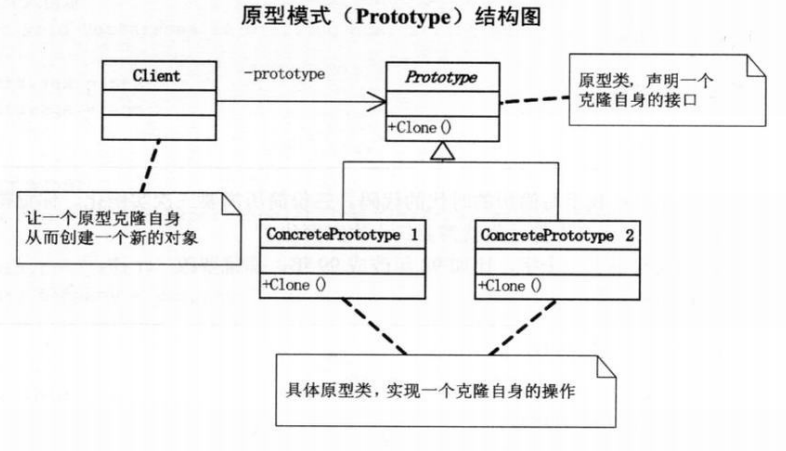 原型模式（Prototype）结构图
Client
-prototype
Prototype
+Clone()
原型类，声明一个
克隆自身的接口
让一个原型克隆自身
从而创建一个新的对象
ConcretePrototype 1
+Clone()
ConcretePrototype 2
+Clone()
具体原型类，实现一个克隆自身的操作